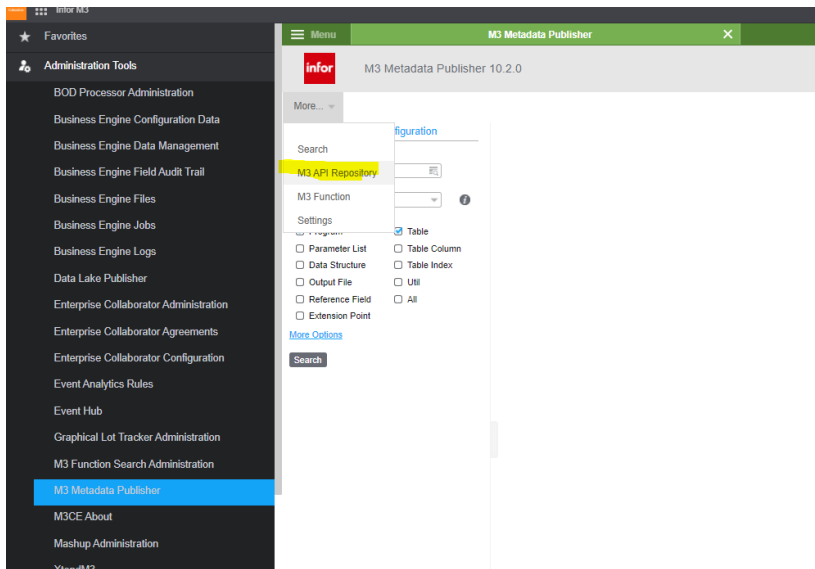 Infor M3
Favorites
Menu
M3 Metadata Publisher
Administration Tools
infor
M3 Metadata Publisher 10.2.0
BOD Processor Administration
Business Engine Configuration Data
Business Engine Data Management
Business Engine Field Audit Trail
Business Engine Files
Business Engine Jobs
Business Engine Logs
Data Lake Publisher
Enterprise Collaborator Administration
Enterprise Collaborator Agreements
Enterprise Collaborator Configuration
Event Analytics Rules
Event Hub
Graphical Lot Tracker Administration
M3 Function Search Administration
M3 Metadata Publisher
M3CE About
Mashup Administration
XtendM3
More...
figuration
Search
M3 API Repository
M3 Function
Settings
Program
Table
Parameter List
Table Column
Data Structure
Table Index
Output File
Util
Reference Field
All
Extension Point
More Options
Search